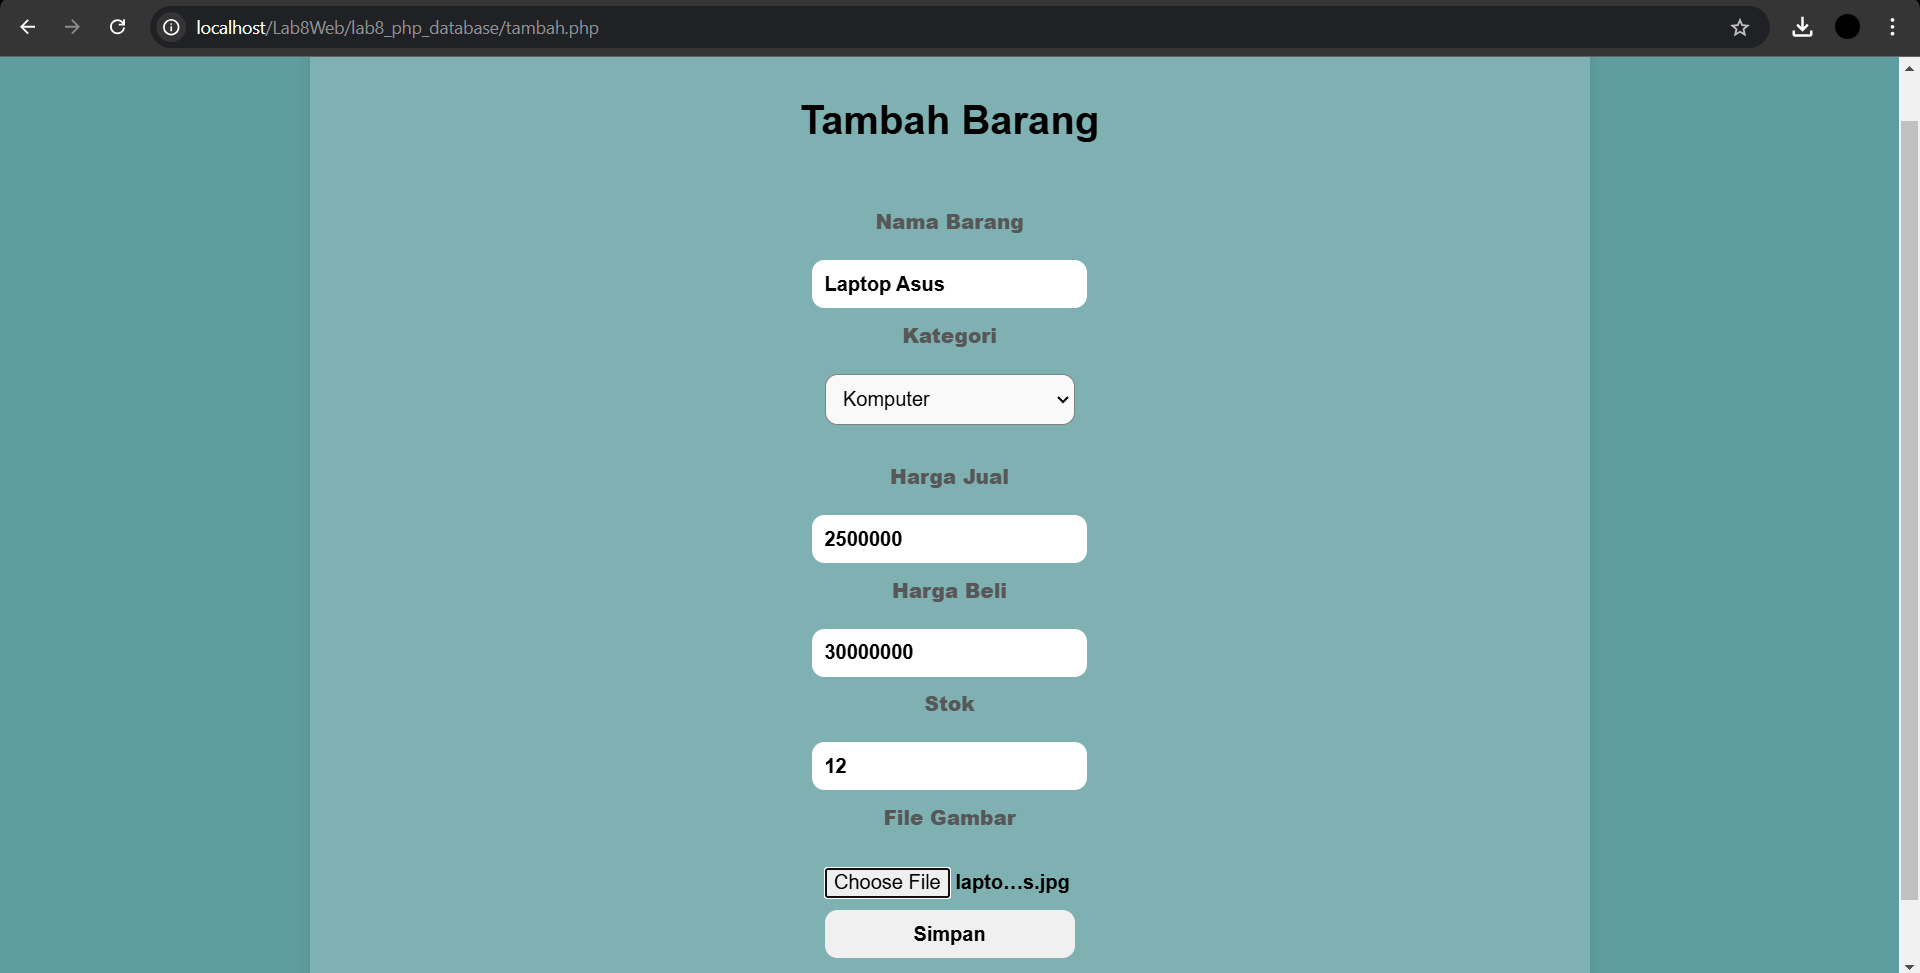 localhost/Lab8Web/lab8_php_database/tambah.php
Tambah Barang
Nama Barang
Laptop Asus
Kategori
Komputer
Harga Jual
2500000
Harga Beli
30000000
Stok
12
File Gambar
Choose File lapto...s.jpg
Simpan